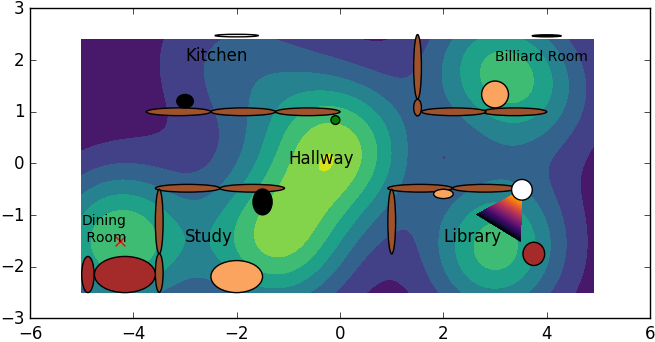 3
2
1
0
−1
−2
−3
Kitchen
Billiard Room
Hallway
Dining
Room
Study
Library
−6
−4
−2
0
2
4
6